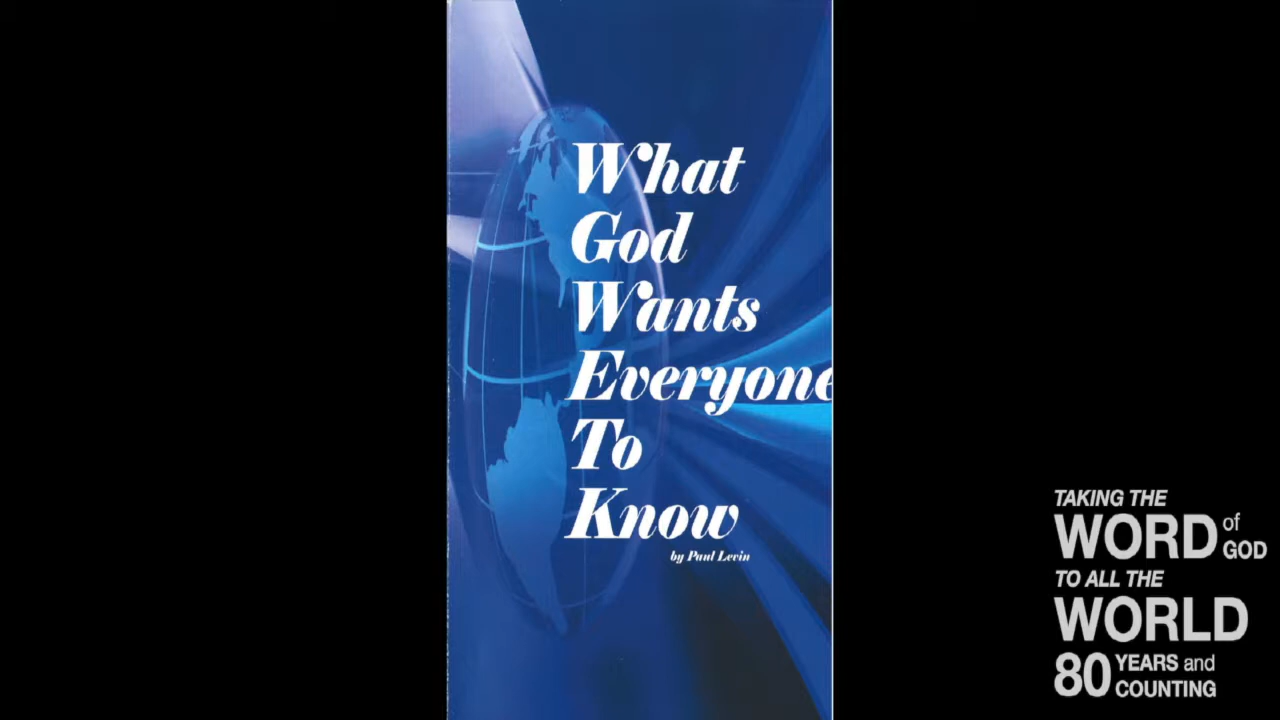 What
God
Wants
Everyone
To
Know
by Paul Levin
TAKING THE
WORD of GOD
TO ALL THE
WORLD
80 YEARS and
COUNTING